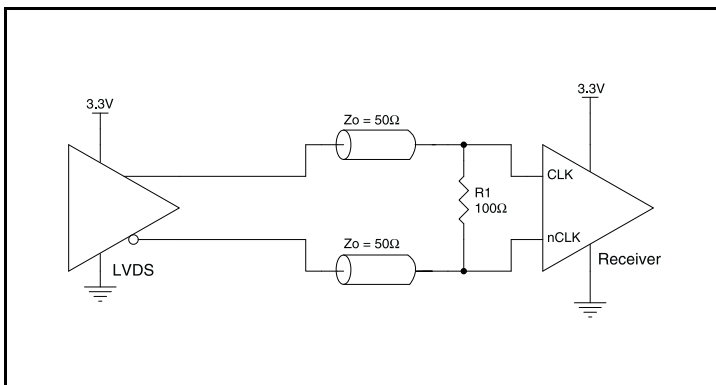 3.3V
LVDS
Zo = 50Ω
Zo = 50Ω
R1
100Ω
3.3V
CLK
nCLK
Receiver